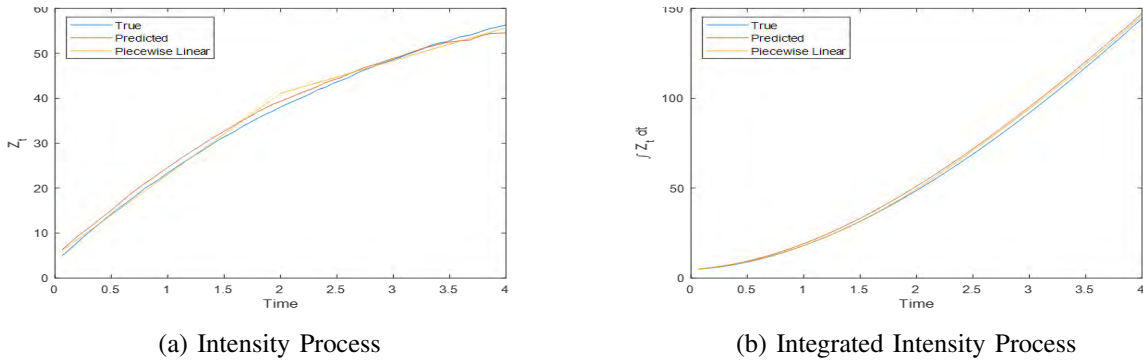 60
50
40
30
20
10
0
Z_t
True
Predicted
Piecewise Linear
0 0.5 1 1.5 2 2.5 3 3.5 4
Time
(a) Intensity Process
150
100
50
0
∫ Z_t dt
True
Predicted
Piecewise Linear
0 0.5 1 1.5 2 2.5 3 3.5 4
Time
(b) Integrated Intensity Process